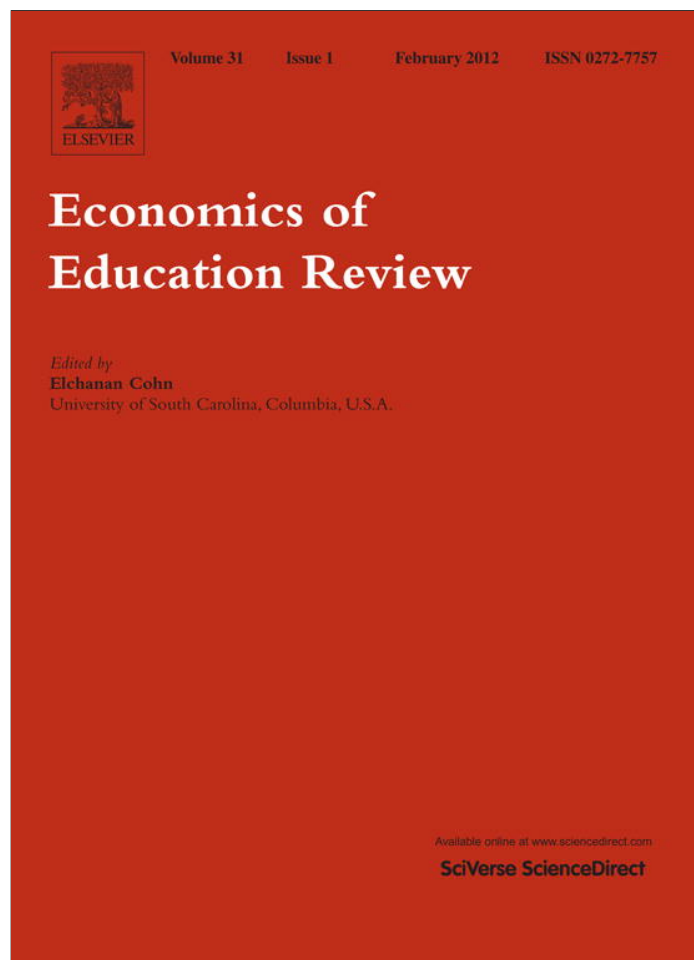 Volume 31 Issue 1 February 2012 ISSN 0272-7757
ELSEVIER
Economics of
Education Review
Edited by
Elchanan Cohn
University of South Carolina, Columbia, U.S.A.
Available online at www.sciencedirect.com
SciVerse ScienceDirect